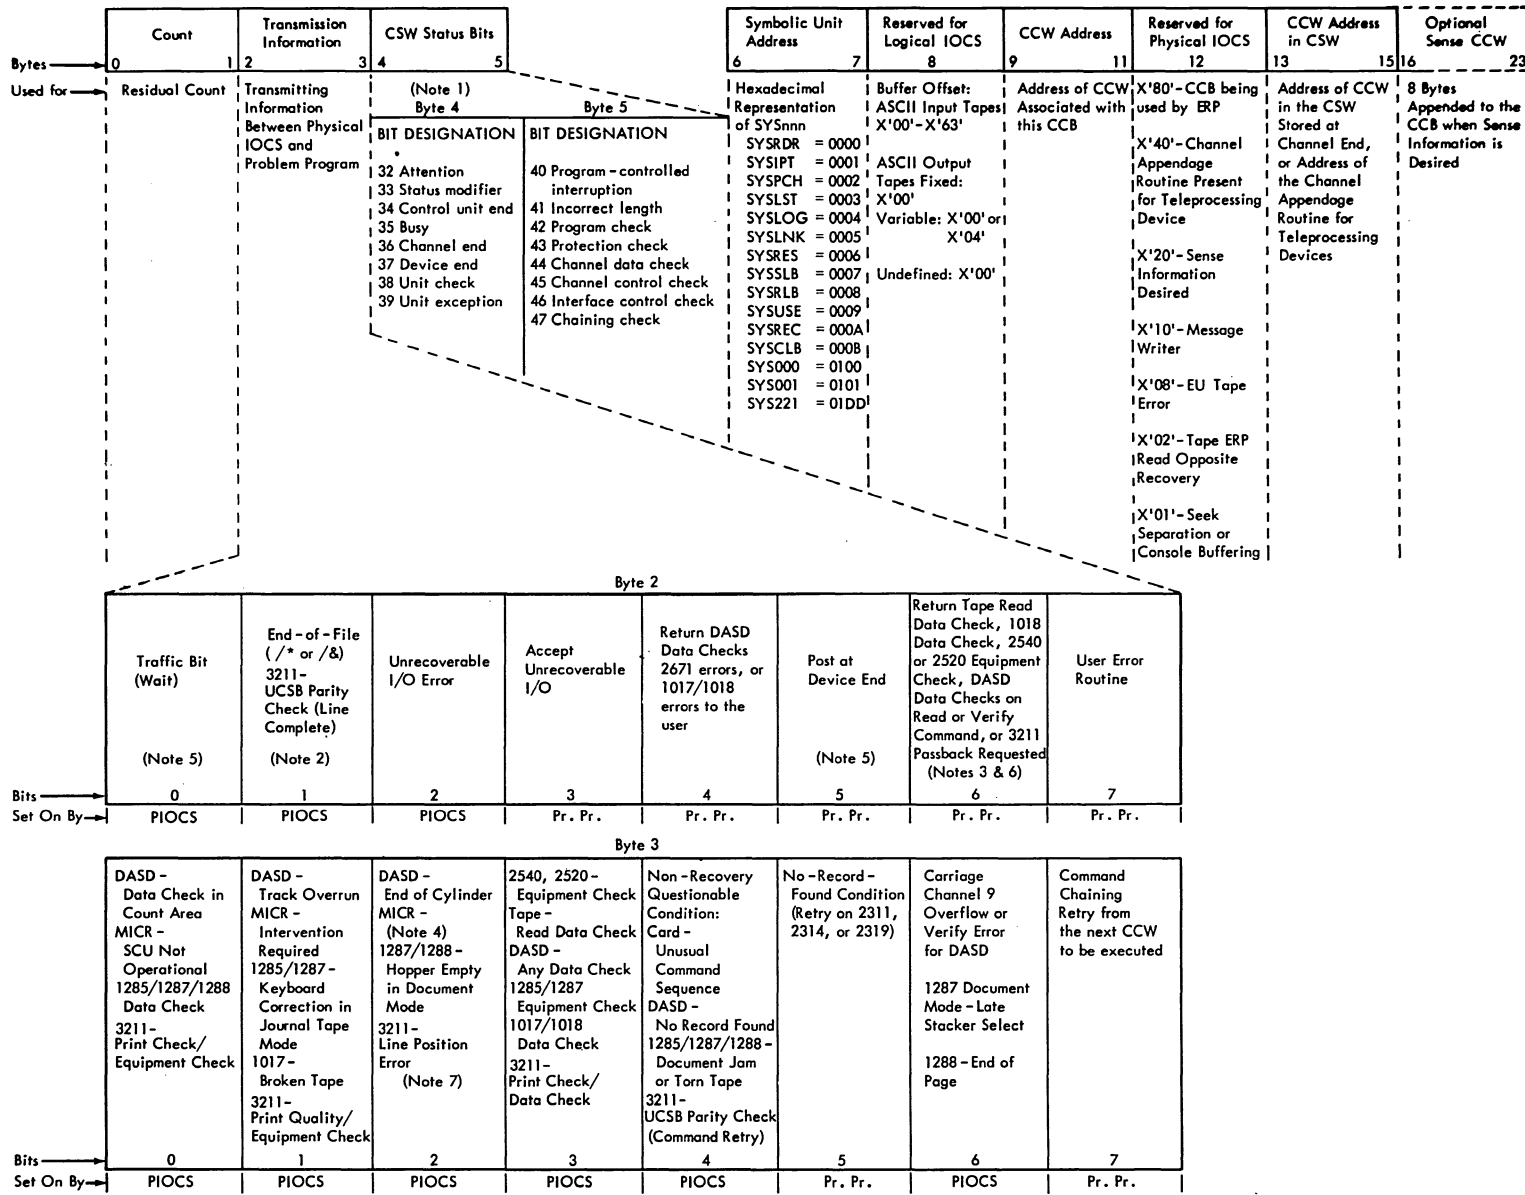 Count
Transmission
Information
CSW Status Bits
Symbolic Unit
Address
Reserved for
Logical IOCS
CCW Address
Reserved for
Physical IOCS
CCW Address
in CSW
Optional
Sense CCW
Bytes
0 1 2 3 4 5 6 7 8 9 11 12 13 15 16 23
Used for
Residual Count
Transmitting
Information
Between Physical
IOCS and
Problem Program
(Note 1)
Byte 4
BIT DESIGNATION
32 Attention
33 Status modifier
34 Control unit end
35 Busy
36 Channel end
37 Device end
38 Unit check
39 Unit exception
Byte 5
BIT DESIGNATION
40 Program-controlled
interruption
41 Incorrect length
42 Program check
43 Protection check
44 Channel data check
45 Channel control check
46 Interface control check
47 Chaining check
Hexadecimal
Representation
of SYSnnn
SYSRDR = 0000
SYSIPT = 0001
SYSPCH = 0002
SYSLST = 0003
SYSLOG = 0004
SYSLNK = 0005
SYSRES = 0006
SYSSLB = 0007
SYSRLB = 0008
SYSUSE = 0009
SYSREC = 000A
SYSCLB = 000B
SYS000 = 0100
SYS001 = 0101
SYS221 = 01DD
Buffer Offset:
ASCII Input Tapes
X'00'-X'63'
ASCII Output
Tapes Fixed:
X'00'
Variable: X'00' or
X'04'
Undefined: X'00'
Address of CCW
Associated with
this CCB
X'80'-CCB being
used by ERP
X'40'-Channel
Appendage
Routine Present
for Teleprocessing
Device
X'20'-Sense
Information
Desired
X'10'-Message
Writer
X'08'-EU Tape
Error
X'02'-Tape ERP
Read Opposite
Recovery
X'01'-Seek
Separation or
Console Buffering
Address of CCW
in the CSW
Stored at
Channel End,
or Address of
the Channel
Appendage
Routine for
Teleprocessing
Devices
8 Bytes
Appended to the
CCB when Sense
Information is
Desired
Byte 2
Traffic Bit
(Wait)
(Note 5)
End-of-File
(/* or /&)
3211-
UCSB Parity
Check (Line
Complete)
(Note 2)
Unrecoverable
I/O Error
Accept
Unrecoverable
I/O
Return DASD
Data Checks
2671 errors, or
1017/1018
errors to the
user
Post at
Device End
(Note 5)
Return Tape Read
Data Check, 1018
Data Check, 2540
or 2520 Equipment
Check, DASD
Data Checks on
Read or Verify
Command, or 3211
Passback Requested
(Notes 3 & 6)
User Error
Routine
Bits 0 1 2 3 4 5 6 7
Set On By PIOCS PIOCS PIOCS Pr. Pr. Pr. Pr. Pr. Pr. Pr. Pr. Pr. Pr.
Byte 3
DASD -
Data Check in
Count Area
MICR -
SCU Not
Operational
1285/1287/1288
Data Check
3211-
Print Check/
Equipment Check
DASD -
Track Overrun
MICR -
Intervention
Required
1285/1287-
Keyboard
Correction in
Journal Tape
Mode
1017-
Broken Tape
3211-
Print Quality/
Equipment Check
DASD -
End of Cylinder
MICR -
(Note 4)
1287/1288-
Hopper Empty
in Document
Mode
3211-
Line Position
Error
(Note 7)
2540, 2520-
Equipment Check
Tape-
Read Data Check
DASD-
Any Data Check
1285/1287
Equipment Check
1017/1018
Data Check
3211-
Print Check/
Data Check
Non-Recovery
Questionable
Condition:
Card-
Unusual
Command
Sequence
DASD-
No Record Found
1285/1287/1288-
Document Jam
or Torn Tape
3211-
UCSB Parity Check
(Command Retry)
No-Record-
Found Condition
(Retry on 2311,
2314, or 2319)
Carriage
Channel 9
Overflow or
Verify Error
for DASD
1287 Document
Mode-Late
Stacker Select
1288-End of
Page
Command
Chaining
Retry from
the next CCW
to be executed
Bits 0 1 2 3 4 5 6 7
Set On By PIOCS PIOCS PIOCS PIOCS PIOCS Pr. Pr. PIOCS Pr. Pr.